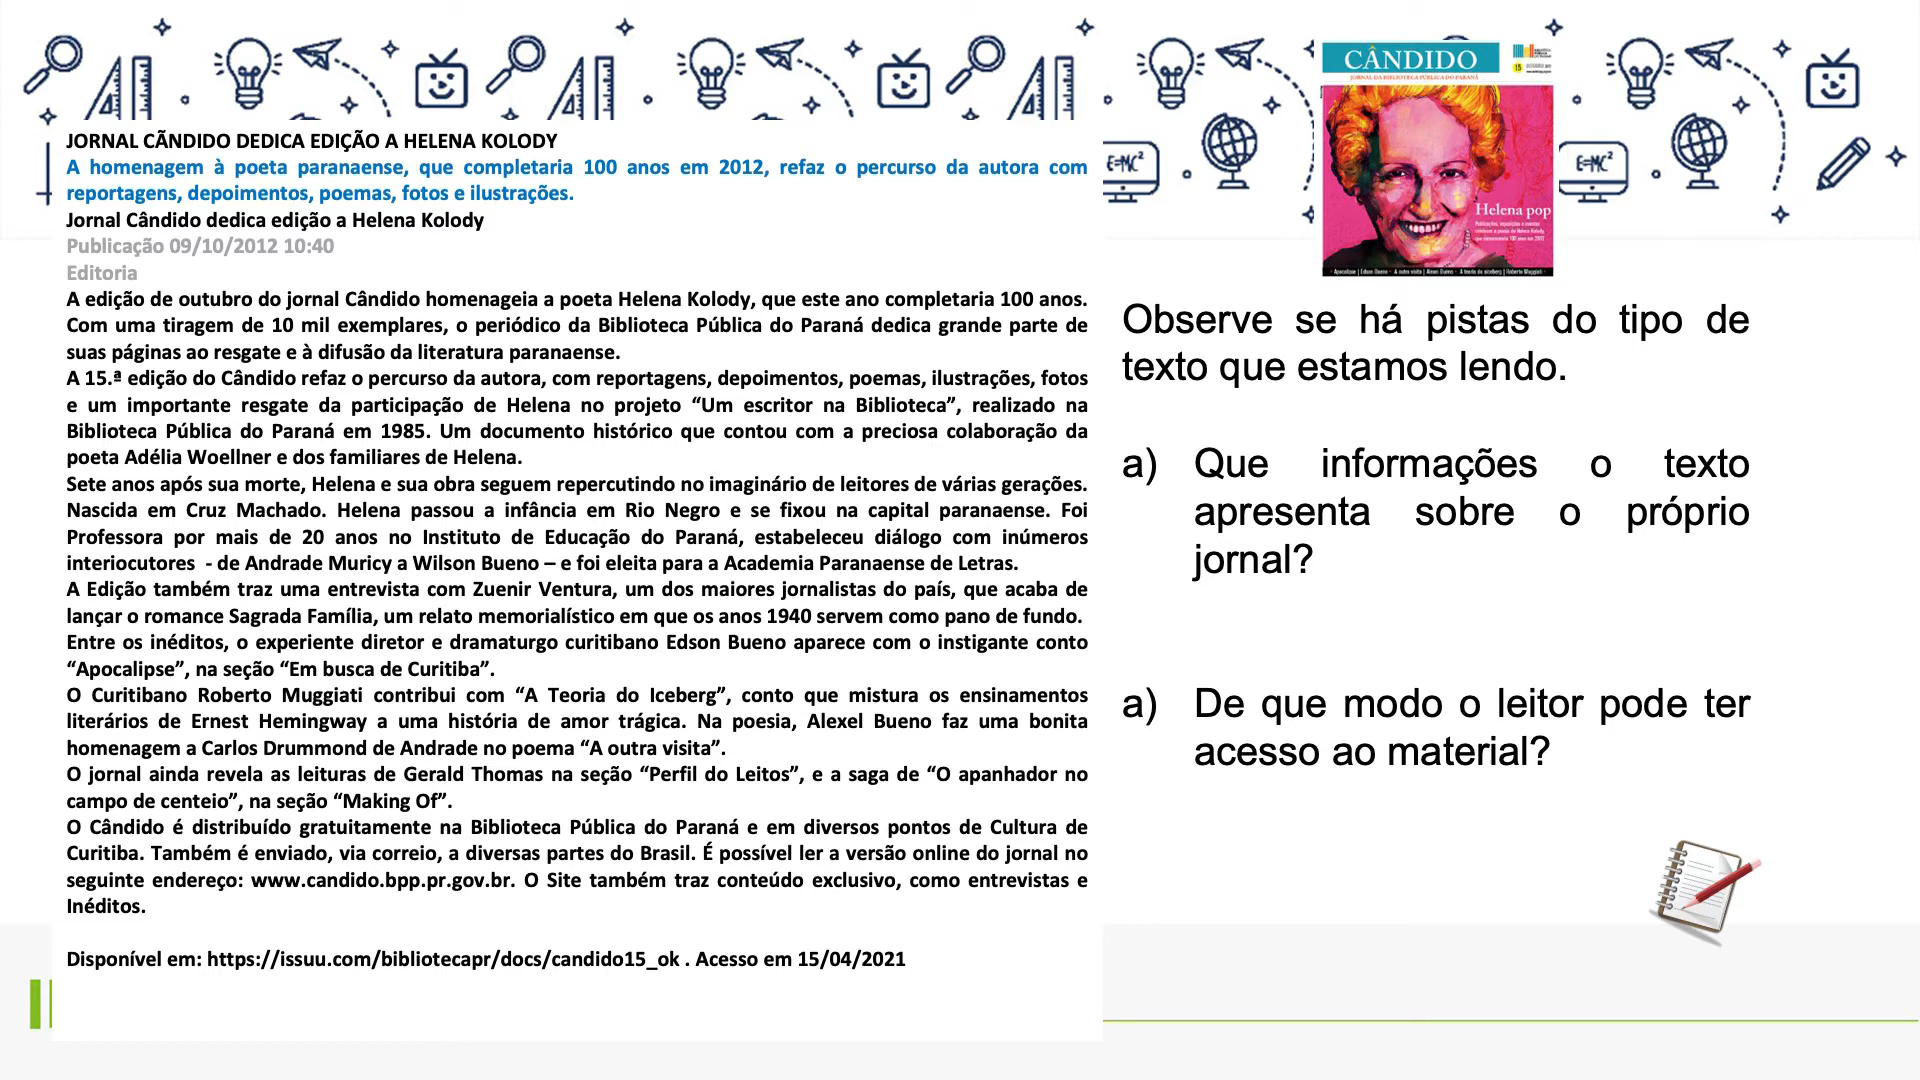 JORNAL CÃNDIDO DEDICA EDIÇÃO A HELENA KOLODY
A homenagem à poeta paranaense, que completaria 100 anos em 2012, refaz o percurso da autora com
reportagens, depoimentos, poemas, fotos e ilustrações.
Jornal Cândido dedica edição a Helena Kolody
Publicação 09/10/2012 10:40
Editoria
A edição de outubro do jornal Cândido homenageia a poeta Helena Kolody, que este ano completaria 100 anos.
Com uma tiragem de 10 mil exemplares, o periódico da Biblioteca Pública do Paraná dedica grande parte de
suas páginas ao resgate e à difusão da literatura paranaense.
A 15.ª edição do Cândido refaz o percurso da autora, com reportagens, depoimentos, poemas, ilustrações, fotos
e um importante resgate da participação de Helena no projeto “Um escritor na Biblioteca”, realizado na
Biblioteca Pública do Paraná em 1985. Um documento histórico que contou com a preciosa colaboração da
poeta Adélia Woellner e dos familiares de Helena.
Sete anos após sua morte, Helena e sua obra seguem repercutindo no imaginário de leitores de várias gerações.
Nascida em Cruz Machado. Helena passou a infância em Rio Negro e se fixou na capital paranaense. Foi
Professora por mais de 20 anos no Instituto de Educação do Paraná, estabeleceu diálogo com inúmeros
interiocutores - de Andrade Muricy a Wilson Bueno – e foi eleita para a Academia Paranaense de Letras.
A Edição também traz uma entrevista com Zuenir Ventura, um dos maiores jornalistas do país, que acaba de
lançar o romance Sagrada Família, um relato memorialístico em que os anos 1940 servem como pano de fundo.
Entre os inéditos, o experiente diretor e dramaturgo curitibano Edson Bueno aparece com o instigante conto
“Apocalipse”, na seção “Em busca de Curitiba”.
O Curitibano Roberto Muggiati contribui com “A Teoria do Iceberg”, conto que mistura os ensinamentos
literários de Ernest Hemingway a uma história de amor trágica. Na poesia, Alexel Bueno faz uma bonita
homenagem a Carlos Drummond de Andrade no poema “A outra visita”.
O jornal ainda revela as leituras de Gerald Thomas na seção “Perfil do Leitos”, e a saga de “O apanhador no
campo de centeio”, na seção “Making Of”.
O Cândido é distribuído gratuitamente na Biblioteca Pública do Paraná e em diversos pontos de Cultura de
Curitiba. Também é enviado, via correio, a diversas partes do Brasil. É possível ler a versão online do jornal no
seguinte endereço: www.candido.bpp.pr.gov.br. O Site também traz conteúdo exclusivo, como entrevistas e
Inéditos.
Disponível em: https://issuu.com/bibliotecapr/docs/candido15_ok . Acesso em 15/04/2021
CÂNDIDO
JORNAL DA BIBLIOTECA PÚBLICA DO PARANÁ
15
Helena pop
E=MC²
E=MC²
Observe se há pistas do tipo de
texto que estamos lendo.
a) Que informações o texto
apresenta sobre o próprio
jornal?
a) De que modo o leitor pode ter
acesso ao material?